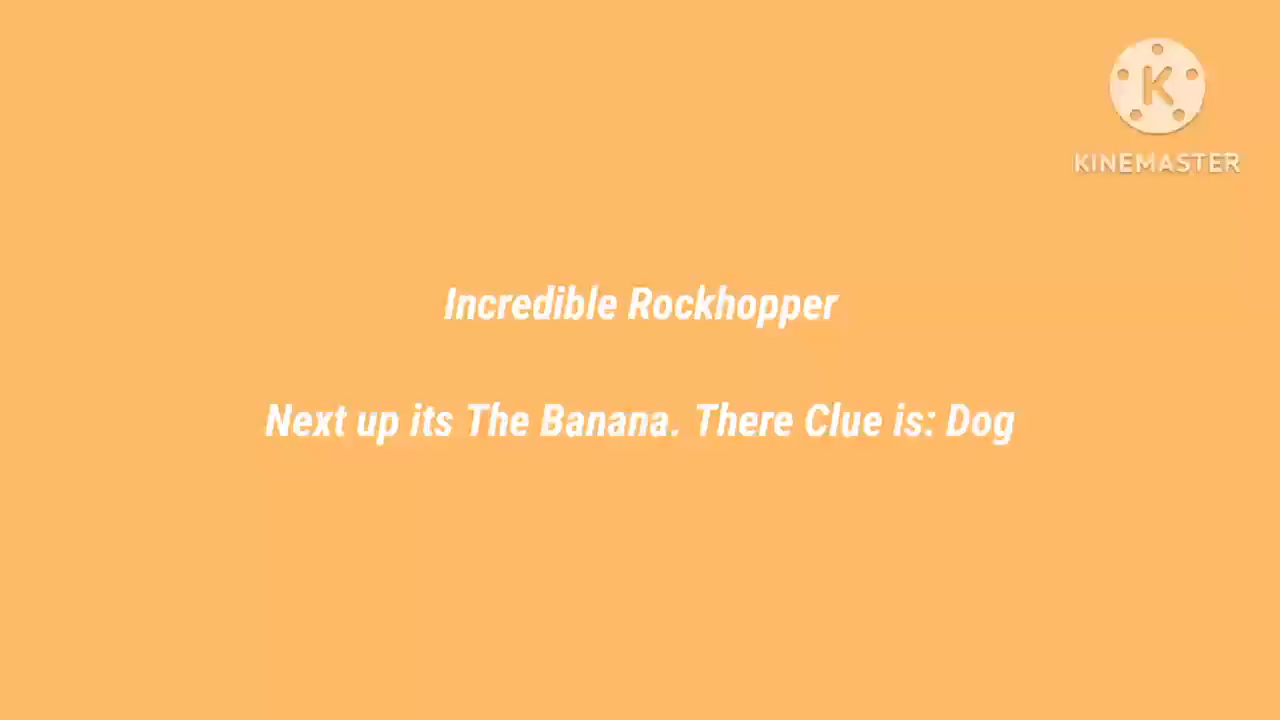 K
KINEMASTER
Incredible Rockhopper
Next up its The Banana. There Clue is: Dog